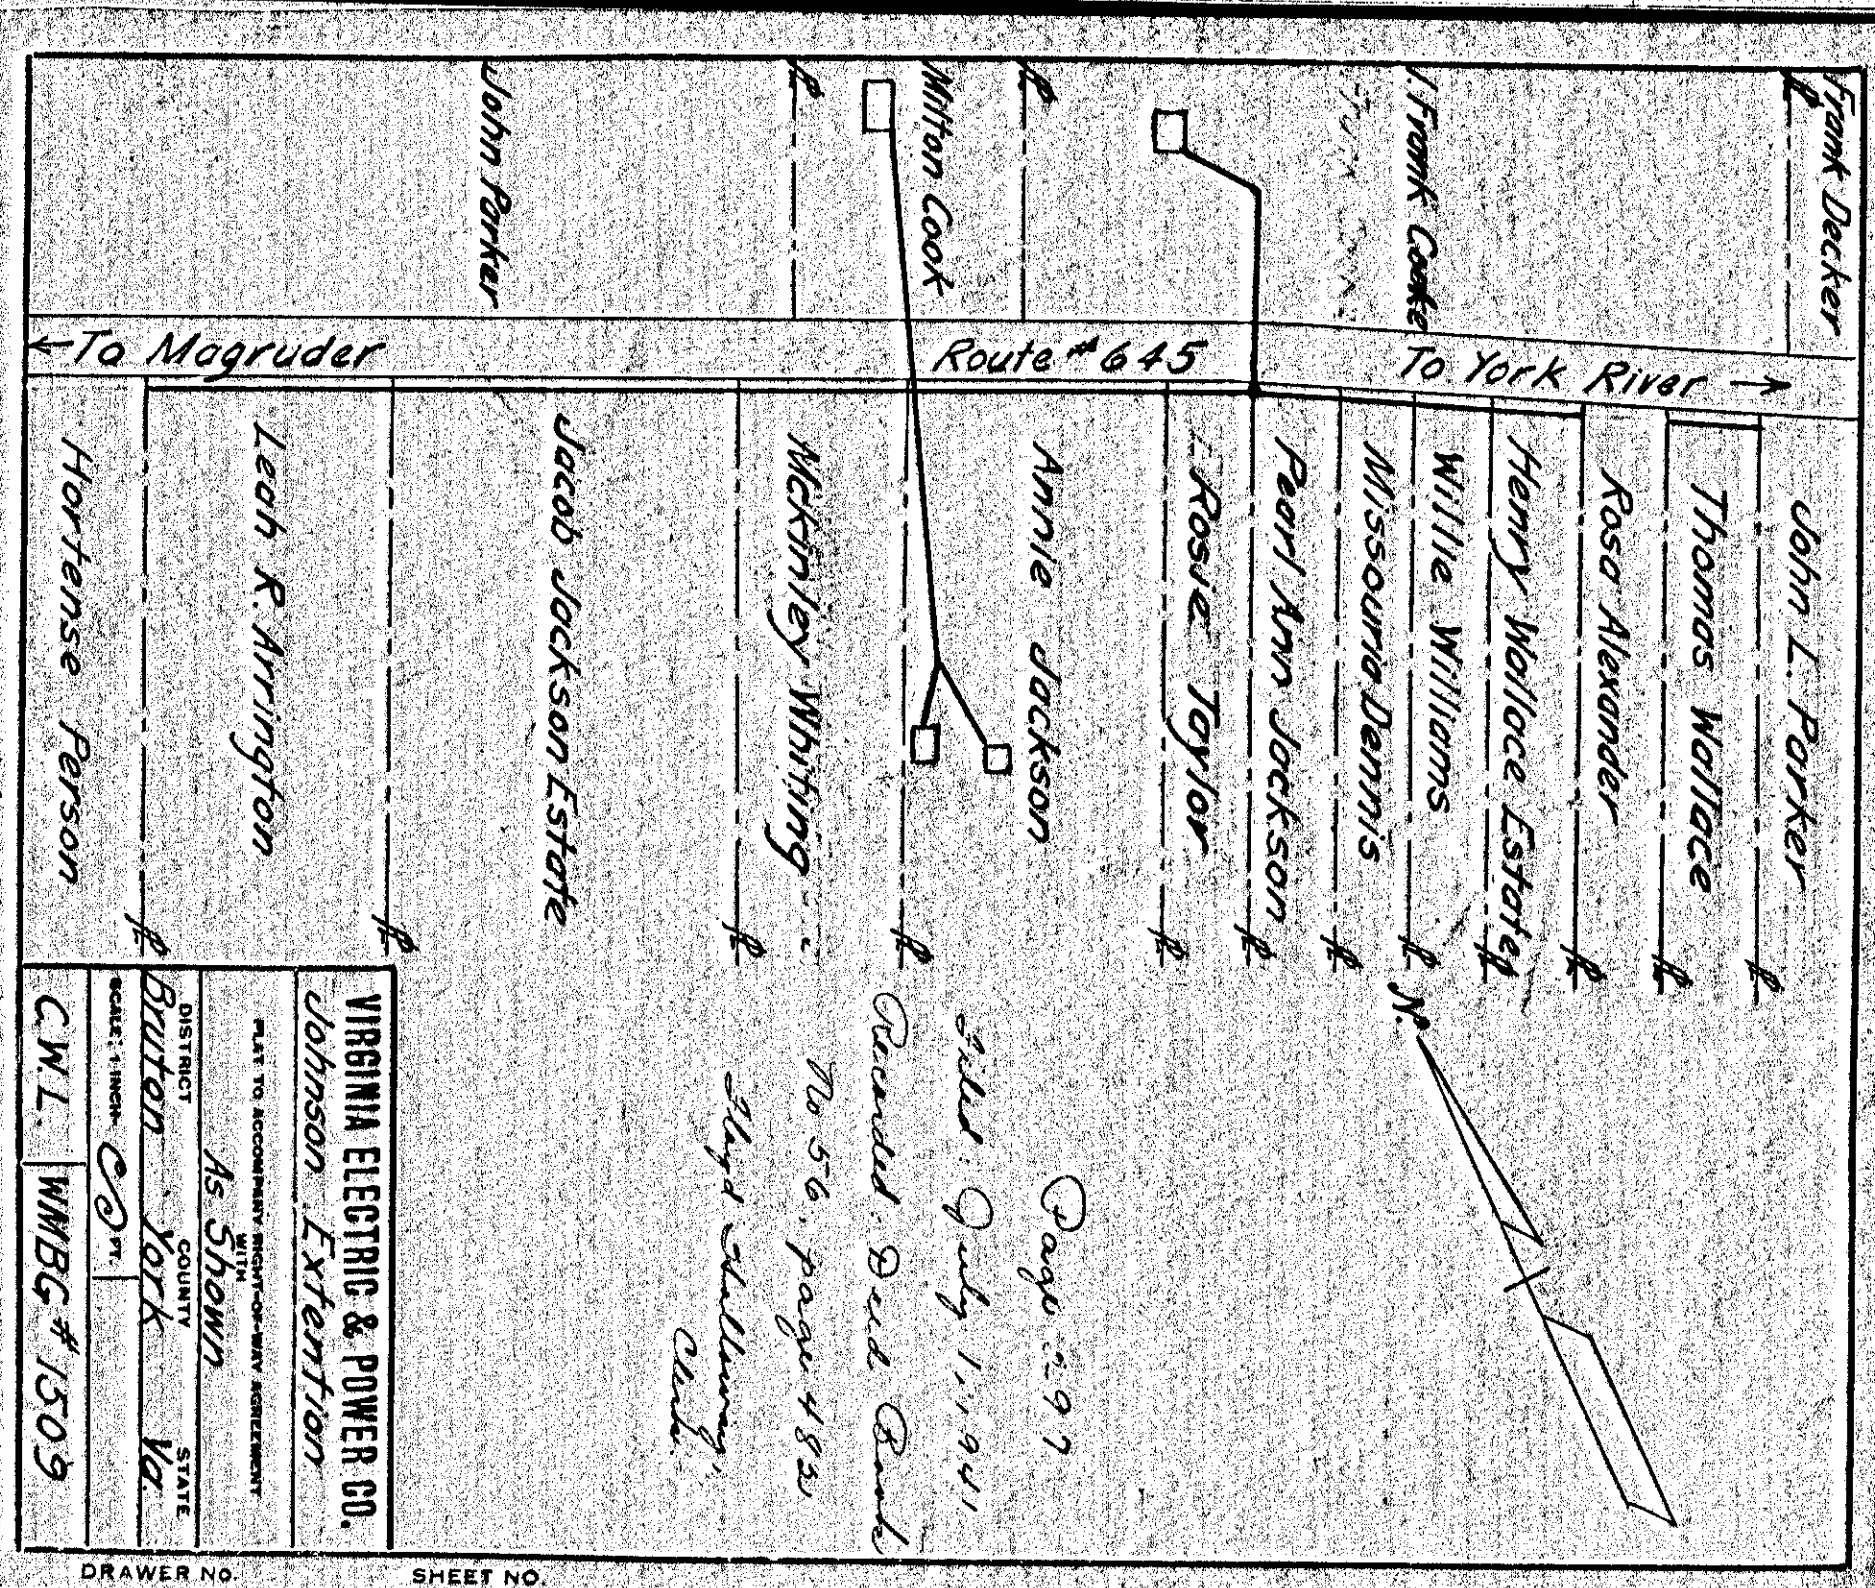 Frank Decker
J Frank Cooke
Milton Cook
John Parker
← To Magruder
Route #645
To York River →
John L. Parker
Thomas Wallace
Rosa Alexander
Henry Wallace Estate
Willie Williams
Missouria Dennis
Pearl Ann Jackson
Rosie Taylor
Annie Jackson
McKinley Whiting
Jacob Jackson Estate
Leah R. Arrington
Hortense Person
N.
Page 297
Filed July 1, 1941
Recorded Deed Book
No 56, page 482
Floyd Holloway,
Clerk.
VIRGINIA ELECTRIC & POWER CO.
Johnson Extention
PLAT TO ACCOMPANY RIGHT-OF-WAY AGREEMENT
WITH
As Shown
DISTRICT COUNTY STATE
Bruton York Va.
SCALE: 1 INCH= FT.
C.W.L. WMBG # 1509
DRAWER NO. SHEET NO.